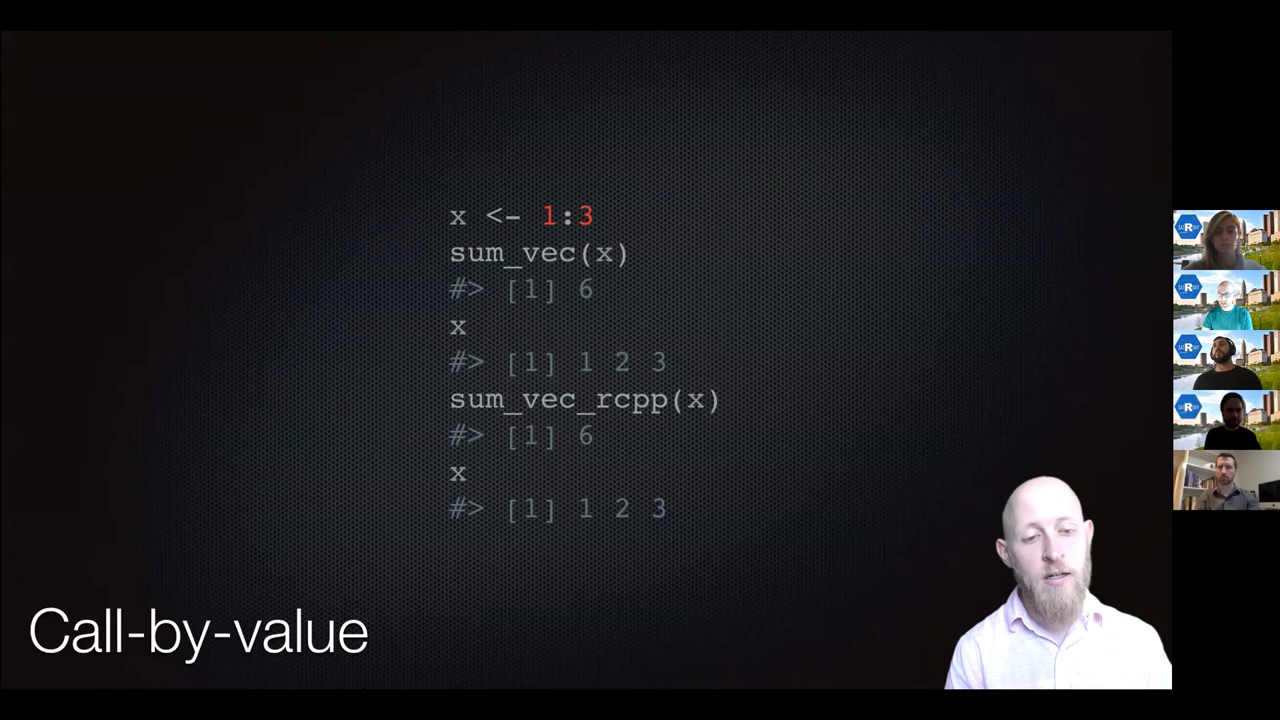 x <- 1:3
sum_vec(x)
#> [1] 6
x
#> [1] 1 2 3
sum_vec_rcpp(x)
#> [1] 6
x
#> [1] 1 2 3
Call-by-value